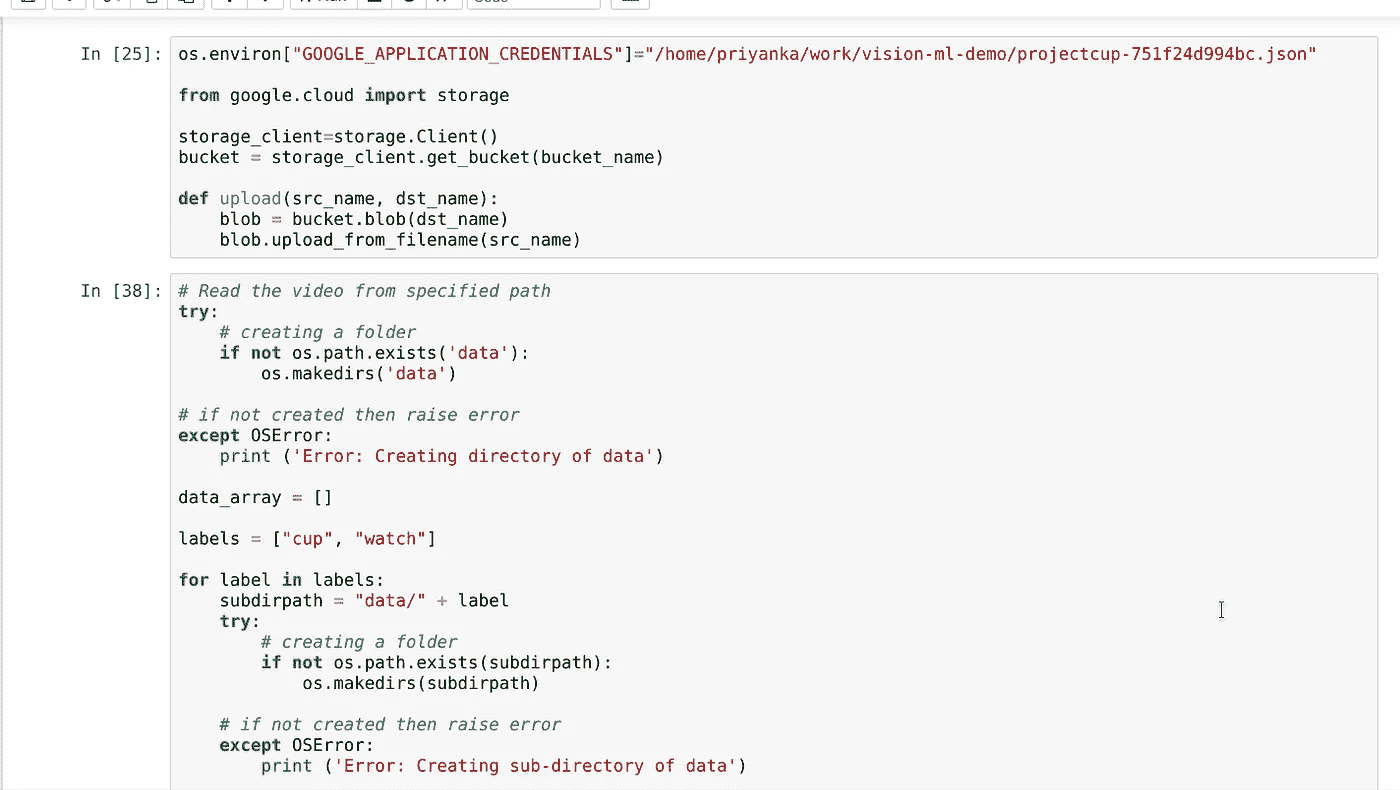 In [25]: os.environ["GOOGLE_APPLICATION_CREDENTIALS"]="/home/priyanka/work/vision-ml-demo/projectcup-751f24d994bc.json"
from google.cloud import storage
storage_client=storage.Client()
bucket = storage_client.get_bucket(bucket_name)
def upload(src_name, dst_name):
    blob = bucket.blob(dst_name)
    blob.upload_from_filename(src_name)
In [38]: # Read the video from specified path
try:
    # creating a folder
    if not os.path.exists('data'):
        os.makedirs('data')
# if not created then raise error
except OSError:
    print ('Error: Creating directory of data')
data_array = []
labels = ["cup", "watch"]
for label in labels:
    subdirpath = "data/" + label
    try:
        # creating a folder
        if not os.path.exists(subdirpath):
            os.makedirs(subdirpath)
    # if not created then raise error
    except OSError:
        print ('Error: Creating sub-directory of data')